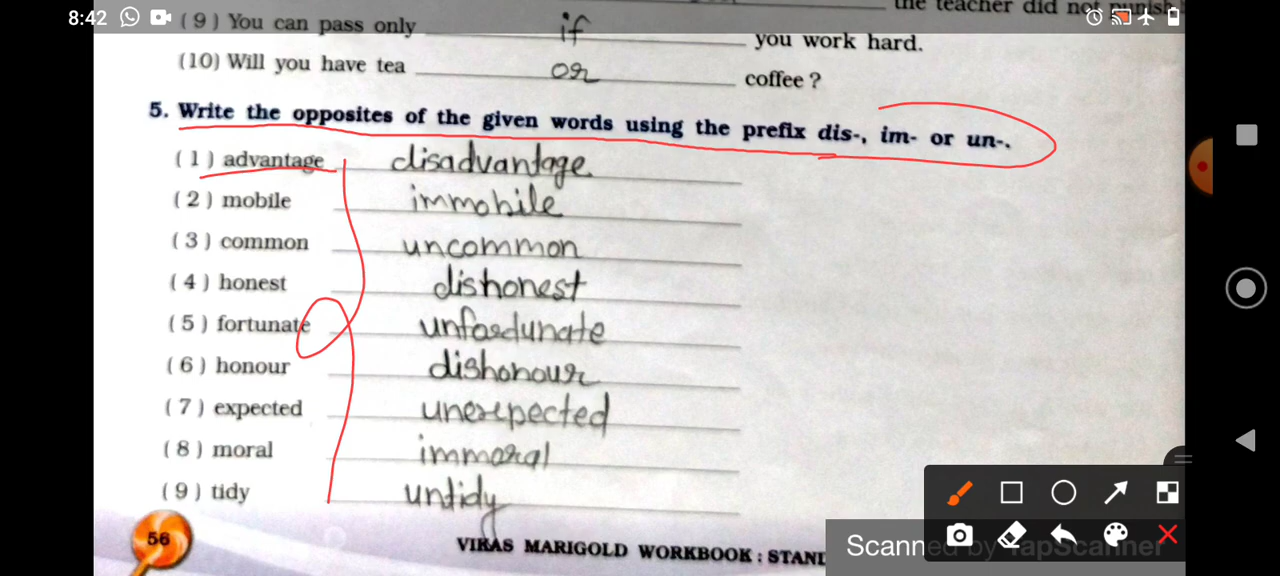 8:42
the teacher did not punish
(9) You can pass only if you work hard.
(10) Will you have tea or coffee ?
5. Write the opposites of the given words using the prefix dis-, im- or un-.
(1) advantage disadvantage
(2) mobile immobile
(3) common uncommon
(4) honest dishonest
(5) fortunate unfordunate
(6) honour dishonour
(7) expected unexpected
(8) moral immoral
(9) tidy untidy
56
VIKAS MARIGOLD WORKBOOK : STAND
Scanned by TapScanner